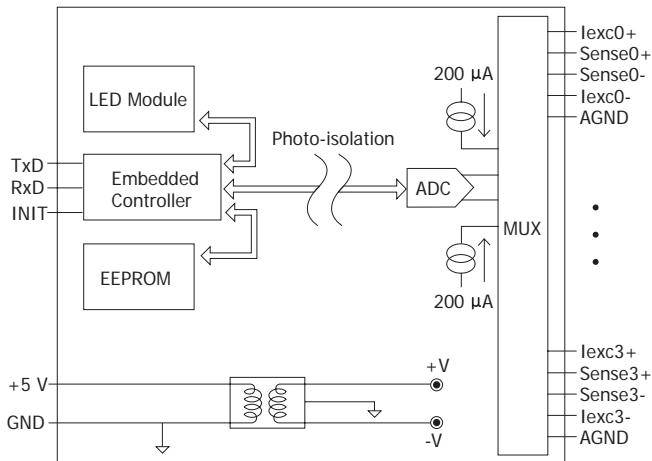 Iexc0+
Sense0+
Sense0-
Iexc0-
AGND
200 µA
LED Module
Photo-isolation
TxD
RxD
INIT
Embedded
Controller
ADC
MUX
EEPROM
200 µA
Iexc3+
Sense3+
Sense3-
Iexc3-
AGND
+5 V
GND
+V
-V